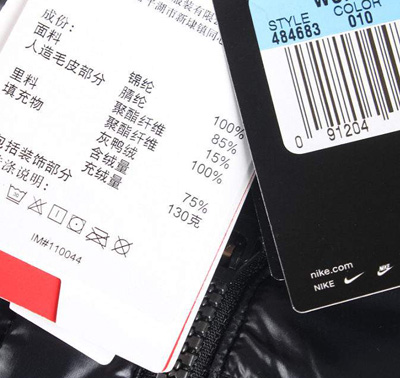 成份:
面料 锦纶 100%
人造毛皮部分 腈纶 85%
聚酯纤维 15%
里料 聚酯纤维 100%
填充物 灰鸭绒
含绒量 75%
充绒量 130克
包括装饰部分
洗涤说明:
IM#110044
STYLE COLOR
484683 010
0 91204
nike.com
NIKE